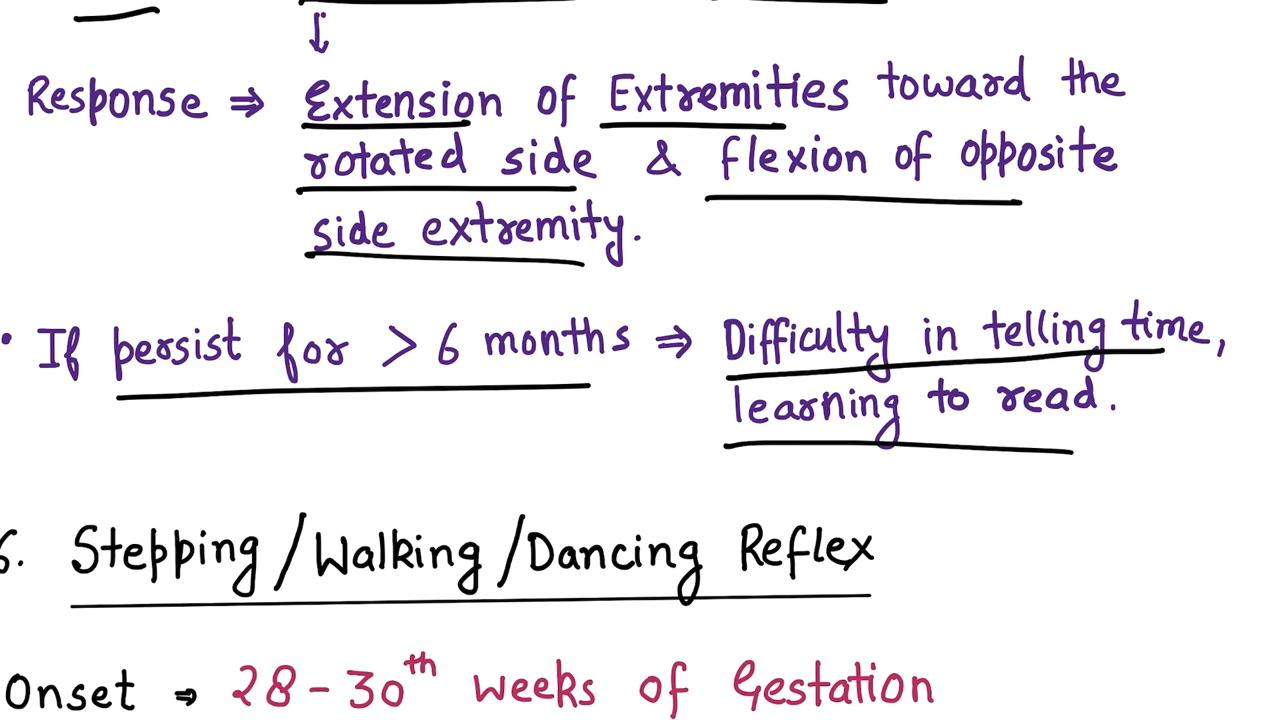 ↓
Response ⇒ Extension of Extremities toward the
rotated side & flexion of opposite
side extremity.
• If persist for > 6 months ⇒ Difficulty in telling time,
learning to read.
6. Stepping/Walking/Dancing Reflex
Onset ⇒ 28-30th weeks of Gestation